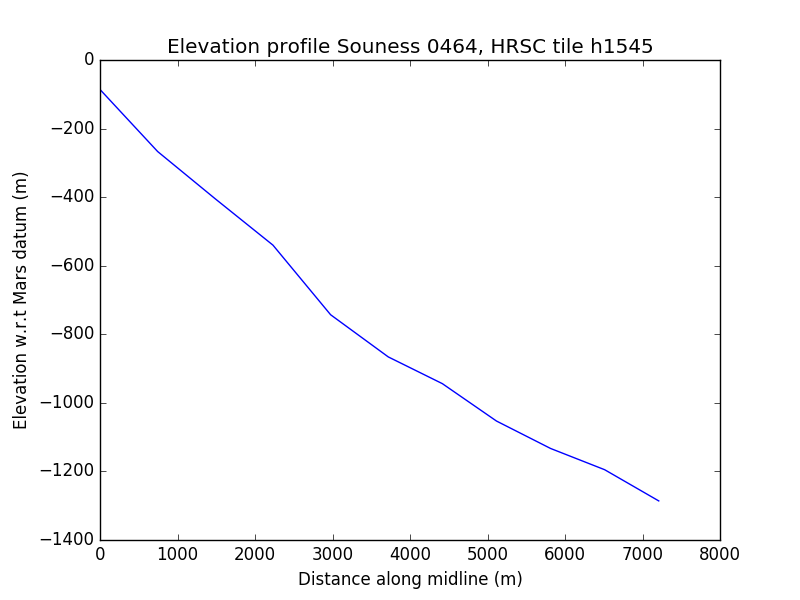 Elevation profile Souness 0464, HRSC tile h1545
0
−200
−400
−600
−800
−1000
−1200
−1400
Elevation w.r.t Mars datum (m)
0 1000 2000 3000 4000 5000 6000 7000 8000
Distance along midline (m)